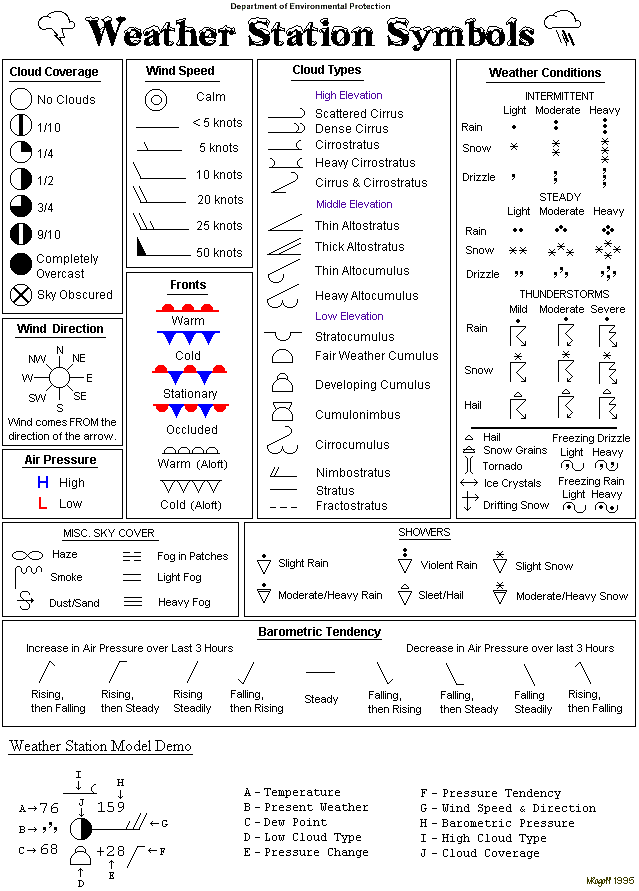 Department of Environmental Protection
Weather Station Symbols
Cloud Coverage
No Clouds
1/10
1/4
1/2
3/4
9/10
Completely
Overcast
Sky Obscured
Wind Direction
N
NW NE
W E
SW SE
S
Wind comes FROM the
direction of the arrow.
Air Pressure
H High
L Low
Wind Speed
Calm
< 5 knots
5 knots
10 knots
20 knots
25 knots
50 knots
Fronts
Warm
Cold
Stationary
Occluded
Warm (Aloft)
Cold (Aloft)
Cloud Types
High Elevation
Scattered Cirrus
Dense Cirrus
Cirrostratus
Heavy Cirrostratus
Cirrus & Cirrostratus
Middle Elevation
Thin Altostratus
Thick Altostratus
Thin Altocumulus
Heavy Altocumulus
Low Elevation
Stratocumulus
Fair Weather Cumulus
Developing Cumulus
Cumulonimbus
Cirrocumulus
Nimbostratus
Stratus
Fractostratus
Weather Conditions
INTERMITTENT
Light Moderate Heavy
Rain
Snow
Drizzle
STEADY
Light Moderate Heavy
Rain
Snow
Drizzle
THUNDERSTORMS
Mild Moderate Severe
Rain
Snow
Hail
Hail
Snow Grains
Tornado
Ice Crystals
Drifting Snow
Freezing Drizzle
Light Heavy
Freezing Rain
Light Heavy
MISC. SKY COVER
Haze
Smoke
Dust/Sand
Fog in Patches
Light Fog
Heavy Fog
SHOWERS
Slight Rain
Violent Rain
Slight Snow
Moderate/Heavy Rain
Sleet/Hail
Moderate/Heavy Snow
Barometric Tendency
Increase in Air Pressure over Last 3 Hours
Decrease in Air Pressure over last 3 Hours
Rising,
then Falling
Rising,
then Steady
Rising
Steadily
Falling,
then Rising
Steady
Falling,
then Rising
Falling,
then Steady
Falling
Steadily
Rising,
then Falling
Weather Station Model Demo
I
H
A→76 J 159
B→ ←G
C→68 +28 ←F
D E
A - Temperature
B - Present Weather
C - Dew Point
D - Low Cloud Type
E - Pressure Change
F - Pressure Tendency
G - Wind Speed & Direction
H - Barometric Pressure
I - High Cloud Type
J - Cloud Coverage
1995